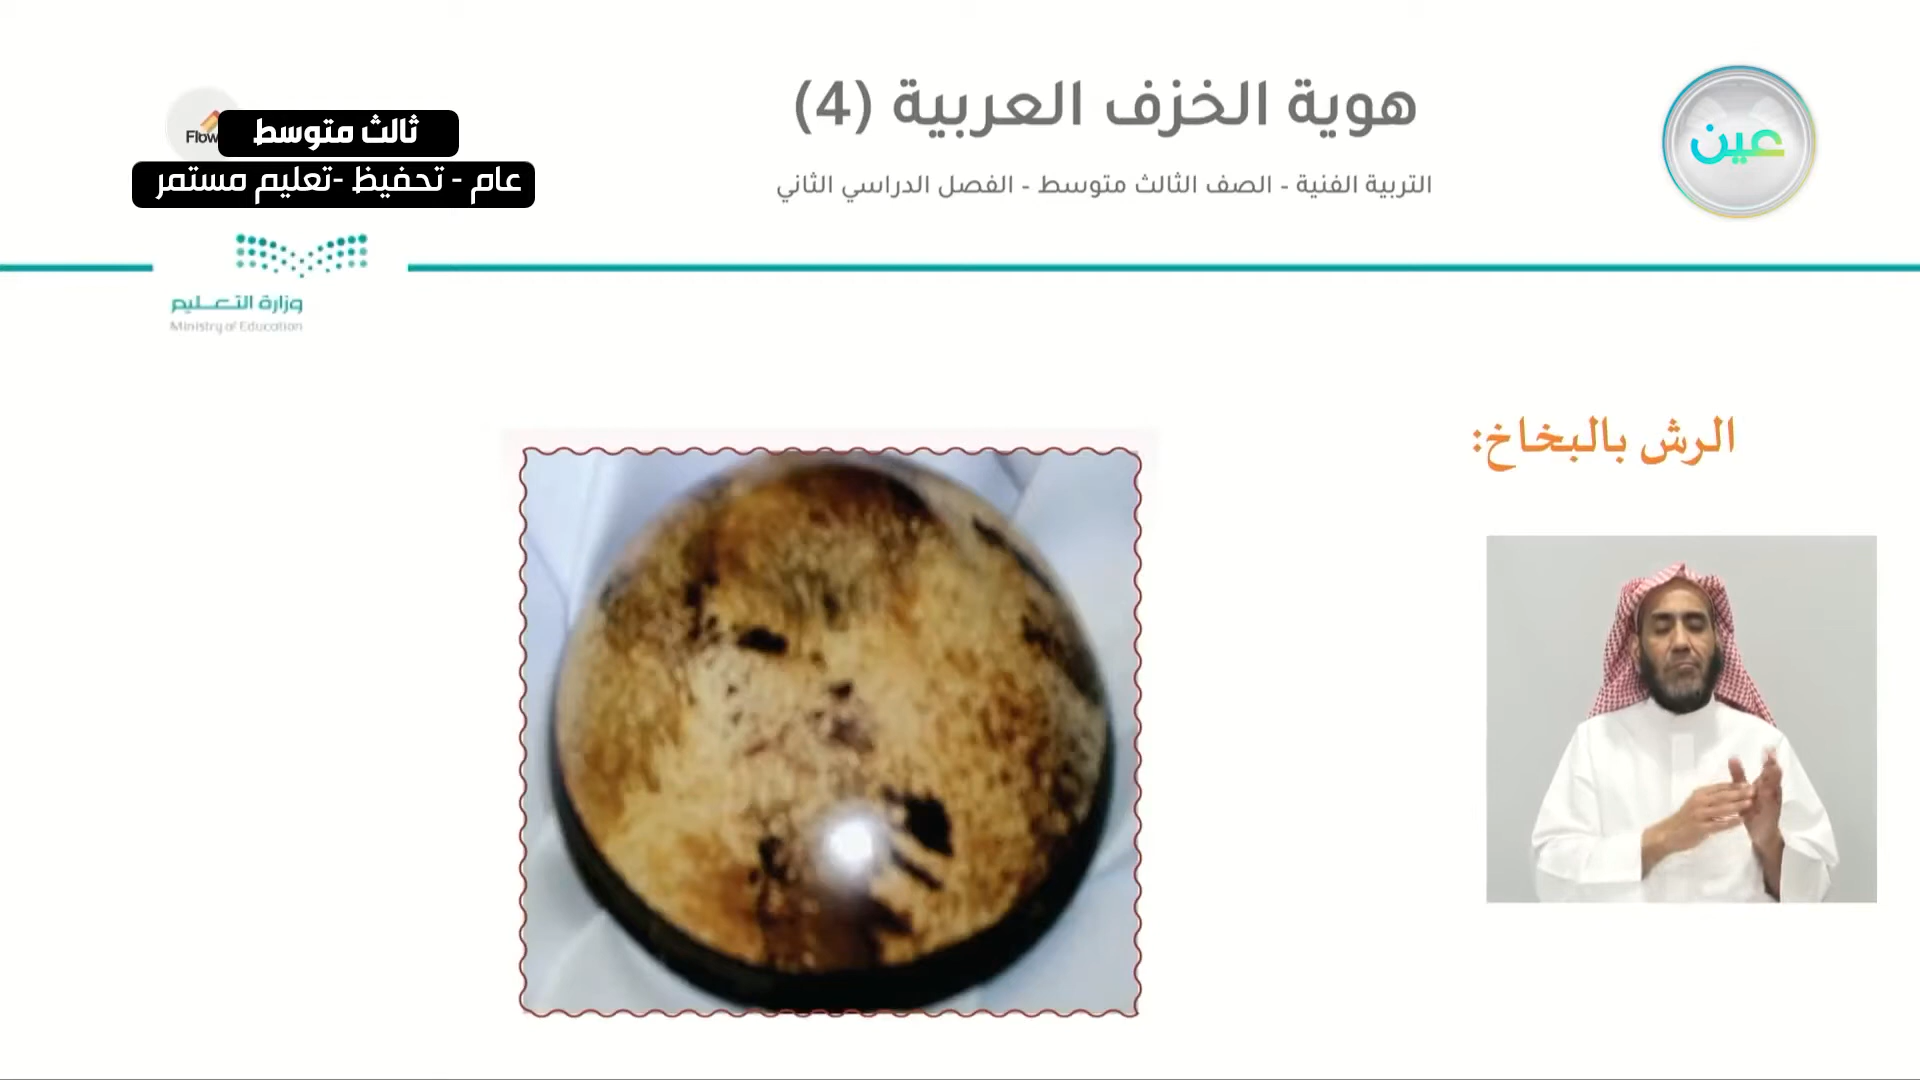 هوية الخزف العربية (4)
التربية الفنية - الصف الثالث متوسط - الفصل الدراسي الثاني
عين
Flow
ثالث متوسط
عام - تحفيظ -تعليم مستمر
وزارة التعليم
Ministry of Education
الرش بالبخاخ: